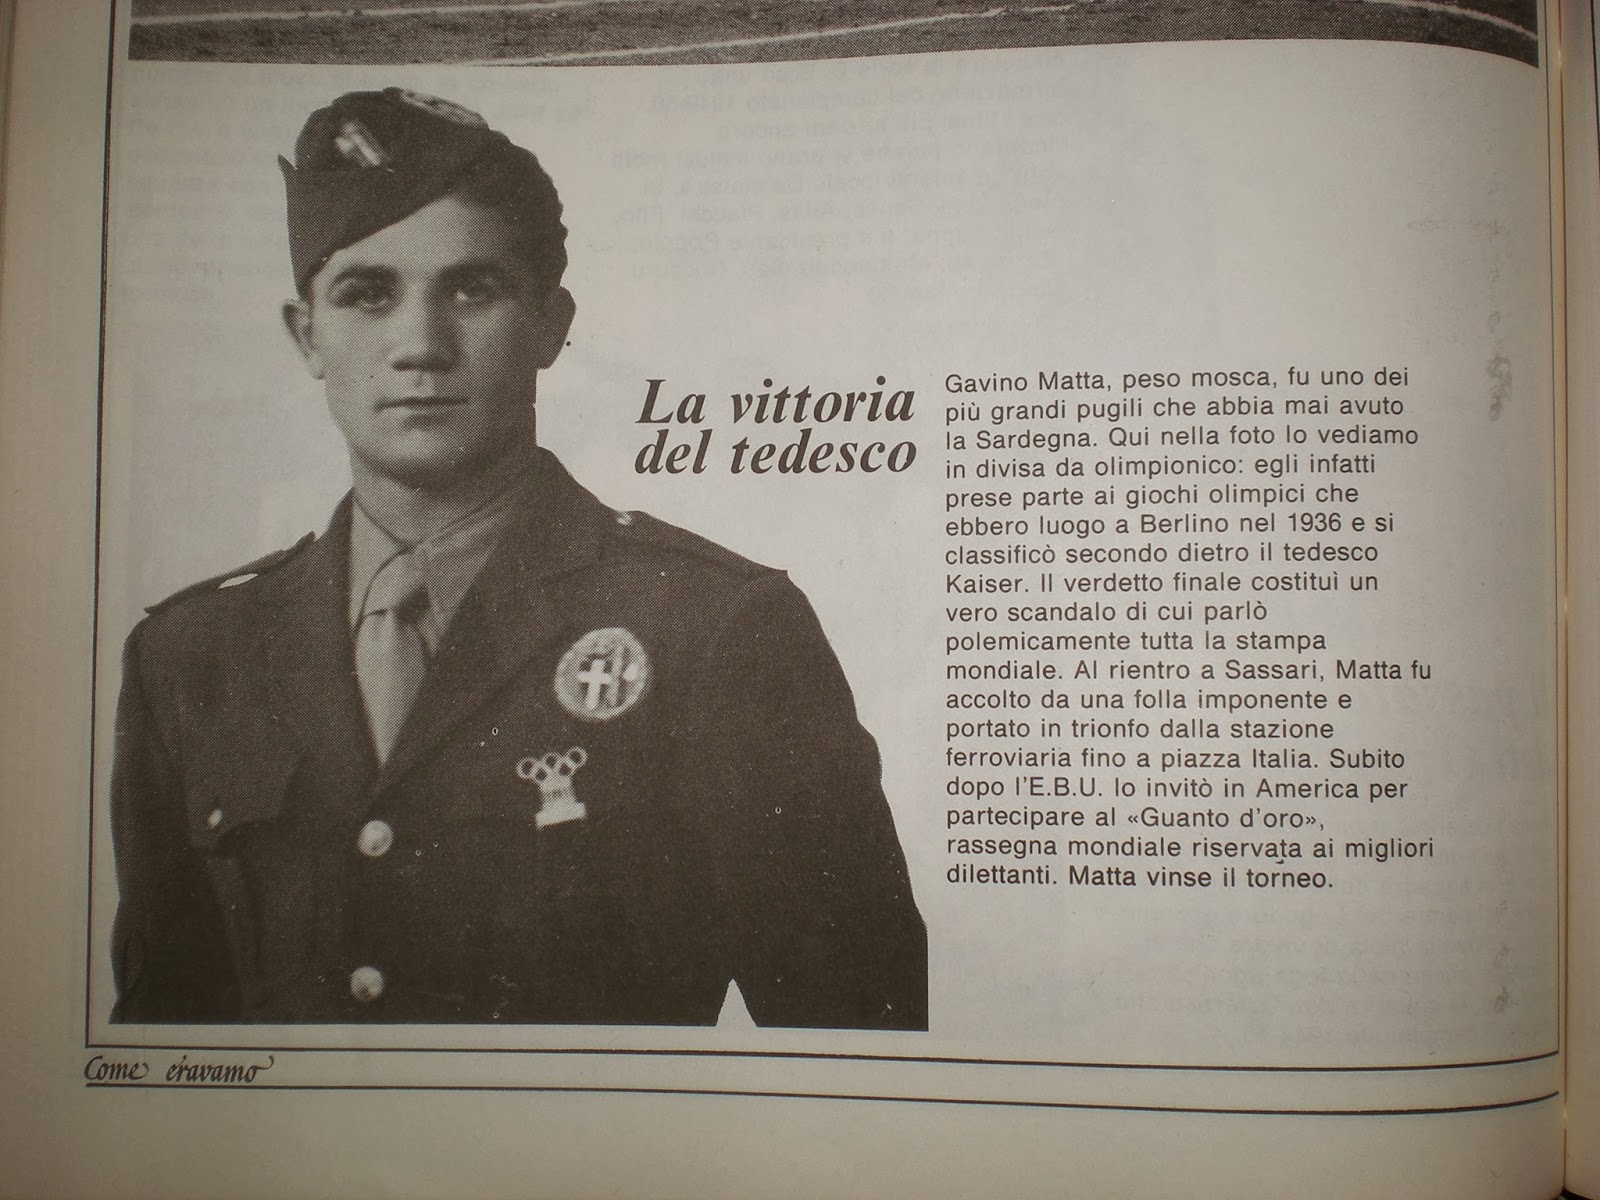 La vittoria
del tedesco
Gavino Matta, peso mosca, fu uno dei
più grandi pugili che abbia mai avuto
la Sardegna. Qui nella foto lo vediamo
in divisa da olimpionico: egli infatti
prese parte ai giochi olimpici che
ebbero luogo a Berlino nel 1936 e si
classificò secondo dietro il tedesco
Kaiser. Il verdetto finale costituì un
vero scandalo di cui parlò
polemicamente tutta la stampa
mondiale. Al rientro a Sassari, Matta fu
accolto da una folla imponente e
portato in trionfo dalla stazione
ferroviaria fino a piazza Italia. Subito
dopo l'E.B.U. lo invitò in America per
partecipare al «Guanto d'oro»,
rassegna mondiale riservata ai migliori
dilettanti. Matta vinse il torneo.
Come eravamo